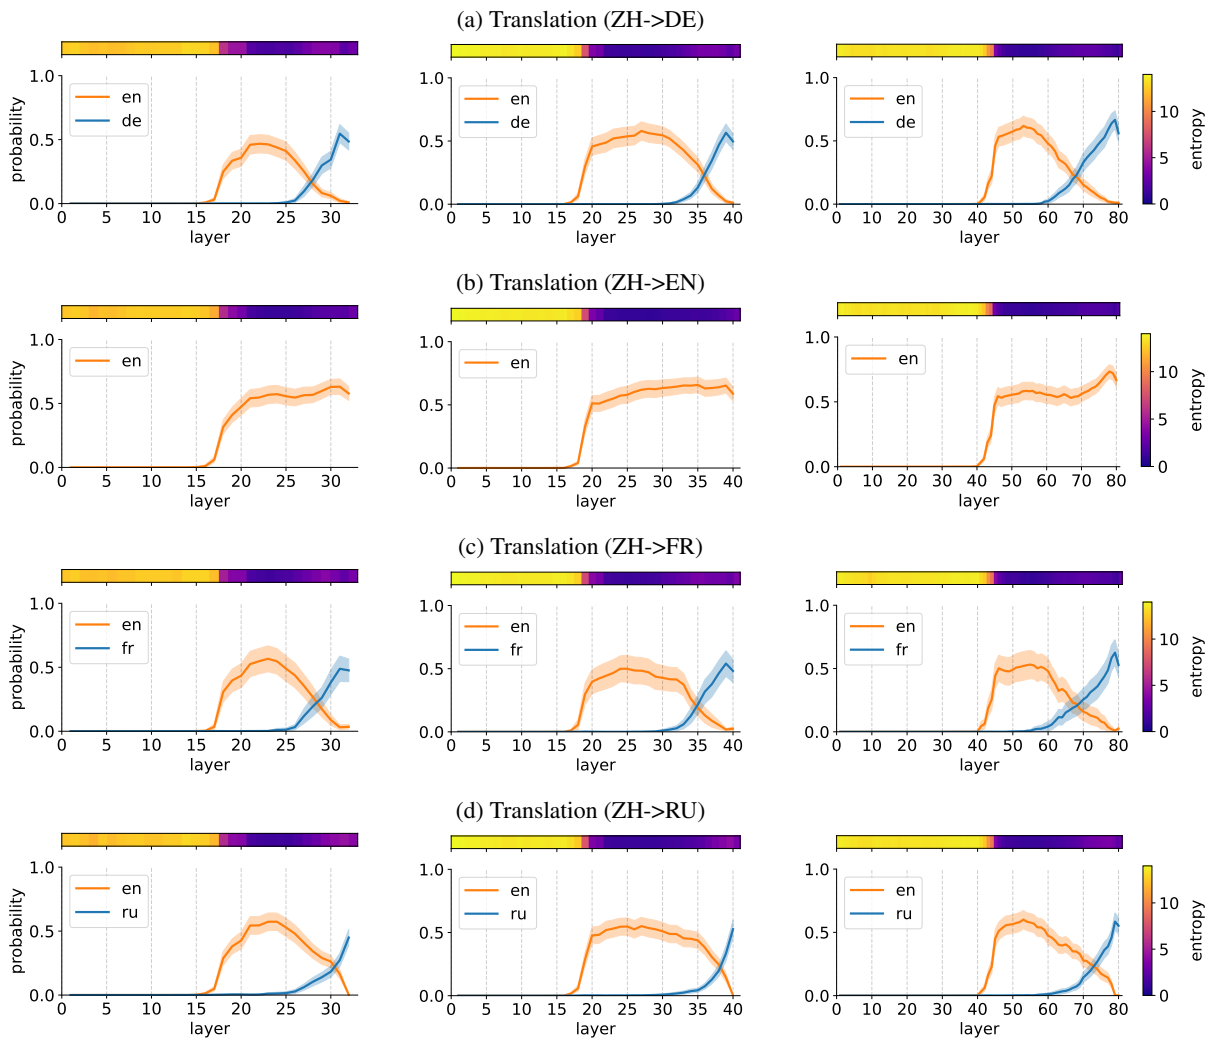 (a) Translation (ZH->DE)
1.0
0.5
0.0
probability
en
de
0 5 10 15 20 25 30
layer
1.0
0.5
0.0
en
de
0 5 10 15 20 25 30 35 40
layer
1.0
0.5
0.0
en
de
0 10 20 30 40 50 60 70 80
layer
10
5
0
entropy
(b) Translation (ZH->EN)
1.0
0.5
0.0
probability
en
0 5 10 15 20 25 30
layer
1.0
0.5
0.0
en
0 5 10 15 20 25 30 35 40
layer
1.0
0.5
0.0
en
0 10 20 30 40 50 60 70 80
layer
10
5
0
entropy
(c) Translation (ZH->FR)
1.0
0.5
0.0
probability
en
fr
0 5 10 15 20 25 30
layer
1.0
0.5
0.0
en
fr
0 5 10 15 20 25 30 35 40
layer
1.0
0.5
0.0
en
fr
0 10 20 30 40 50 60 70 80
layer
10
5
0
entropy
(d) Translation (ZH->RU)
1.0
0.5
0.0
probability
en
ru
0 5 10 15 20 25 30
layer
1.0
0.5
0.0
en
ru
0 5 10 15 20 25 30 35 40
layer
1.0
0.5
0.0
en
ru
0 10 20 30 40 50 60 70 80
layer
10
5
0
entropy